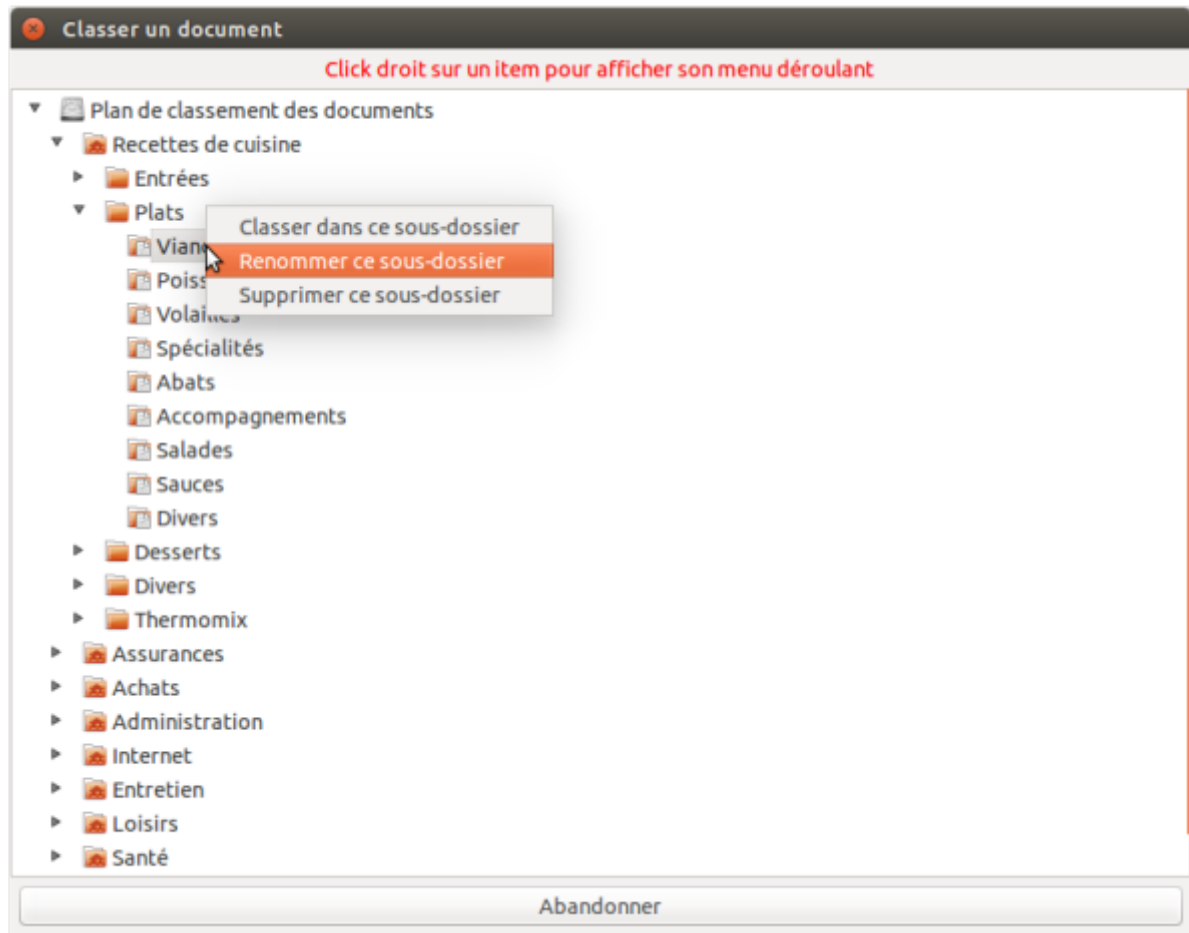 Classer un document
Click droit sur un item pour afficher son menu déroulant
Plan de classement des documents
Recettes de cuisine
Entrées
Plats
Classer dans ce sous-dossier
Renommer ce sous-dossier
Supprimer ce sous-dossier
Spécialités
Abats
Accompagnements
Salades
Sauces
Divers
Desserts
Divers
Thermomix
Assurances
Achats
Administration
Internet
Entretien
Loisirs
Santé
Abandonner